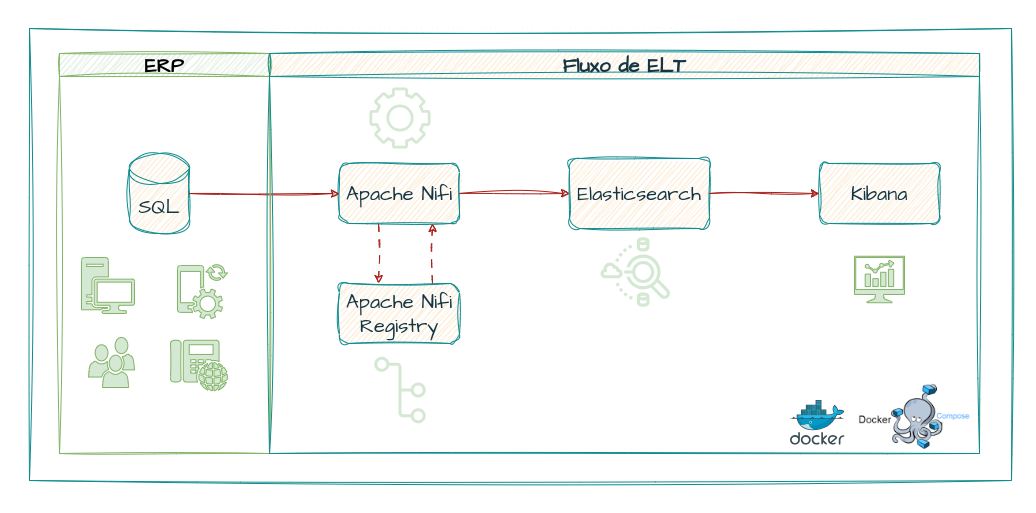 ERP
Fluxo de ELT
SQL
Apache Nifi
Elasticsearch
Kibana
Apache Nifi
Registry
docker
Docker Compose